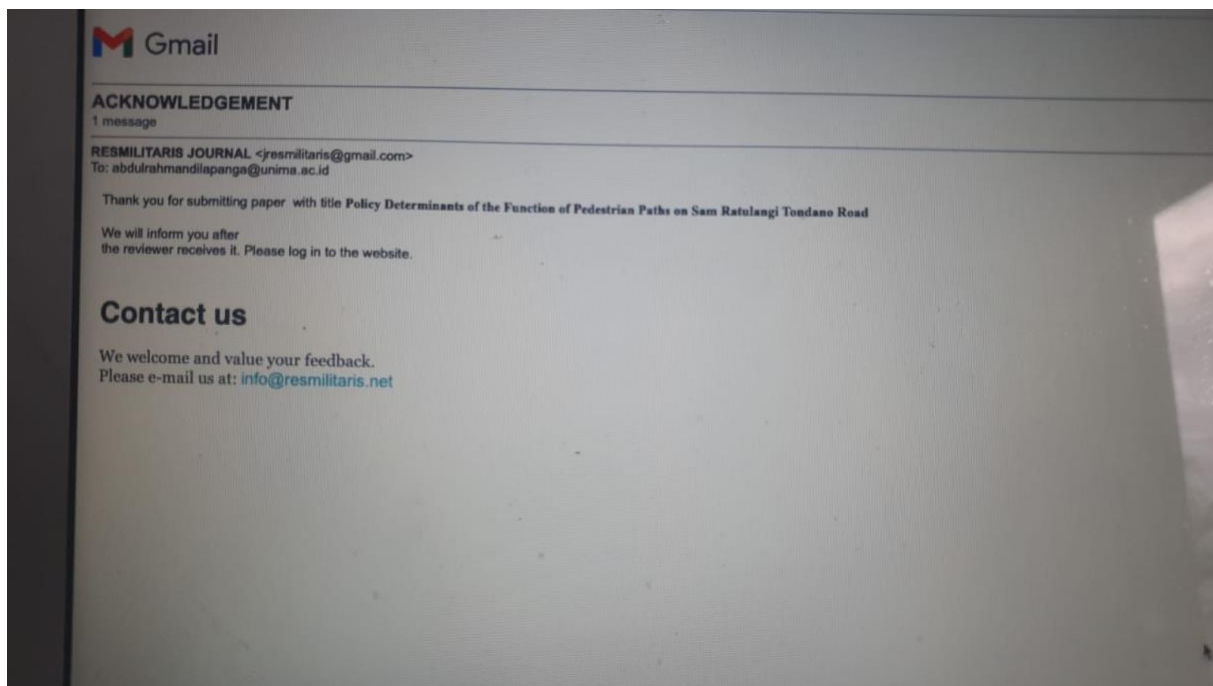 Gmail
ACKNOWLEDGEMENT
1 message
RESMILITARIS JOURNAL <jresmilitaris@gmail.com>
To: abdulrahmandilapanga@unima.ac.id
Thank you for submitting paper with title Policy Determinants of the Function of Pedestrian Paths on Sam Ratulangi Tondano Road
We will inform you after
the reviewer receives it. Please log in to the website.
Contact us
We welcome and value your feedback.
Please e-mail us at: info@resmilitaris.net